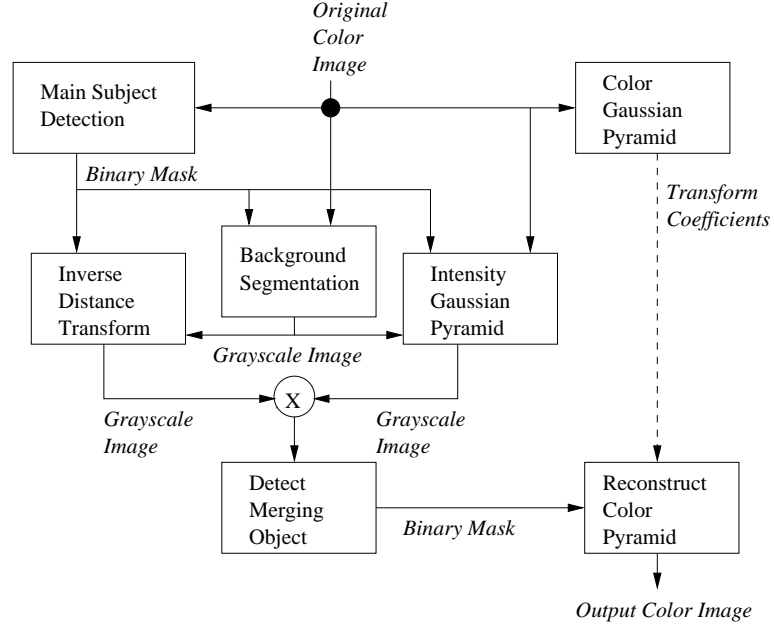 Original
Color
Image
Main Subject
Detection
Color
Gaussian
Pyramid
Binary Mask
Transform
Coefficients
Inverse
Distance
Transform
Background
Segmentation
Intensity
Gaussian
Pyramid
Grayscale Image
X
Grayscale
Image
Grayscale
Image
Detect
Merging
Object
Binary Mask
Reconstruct
Color
Pyramid
Output Color Image